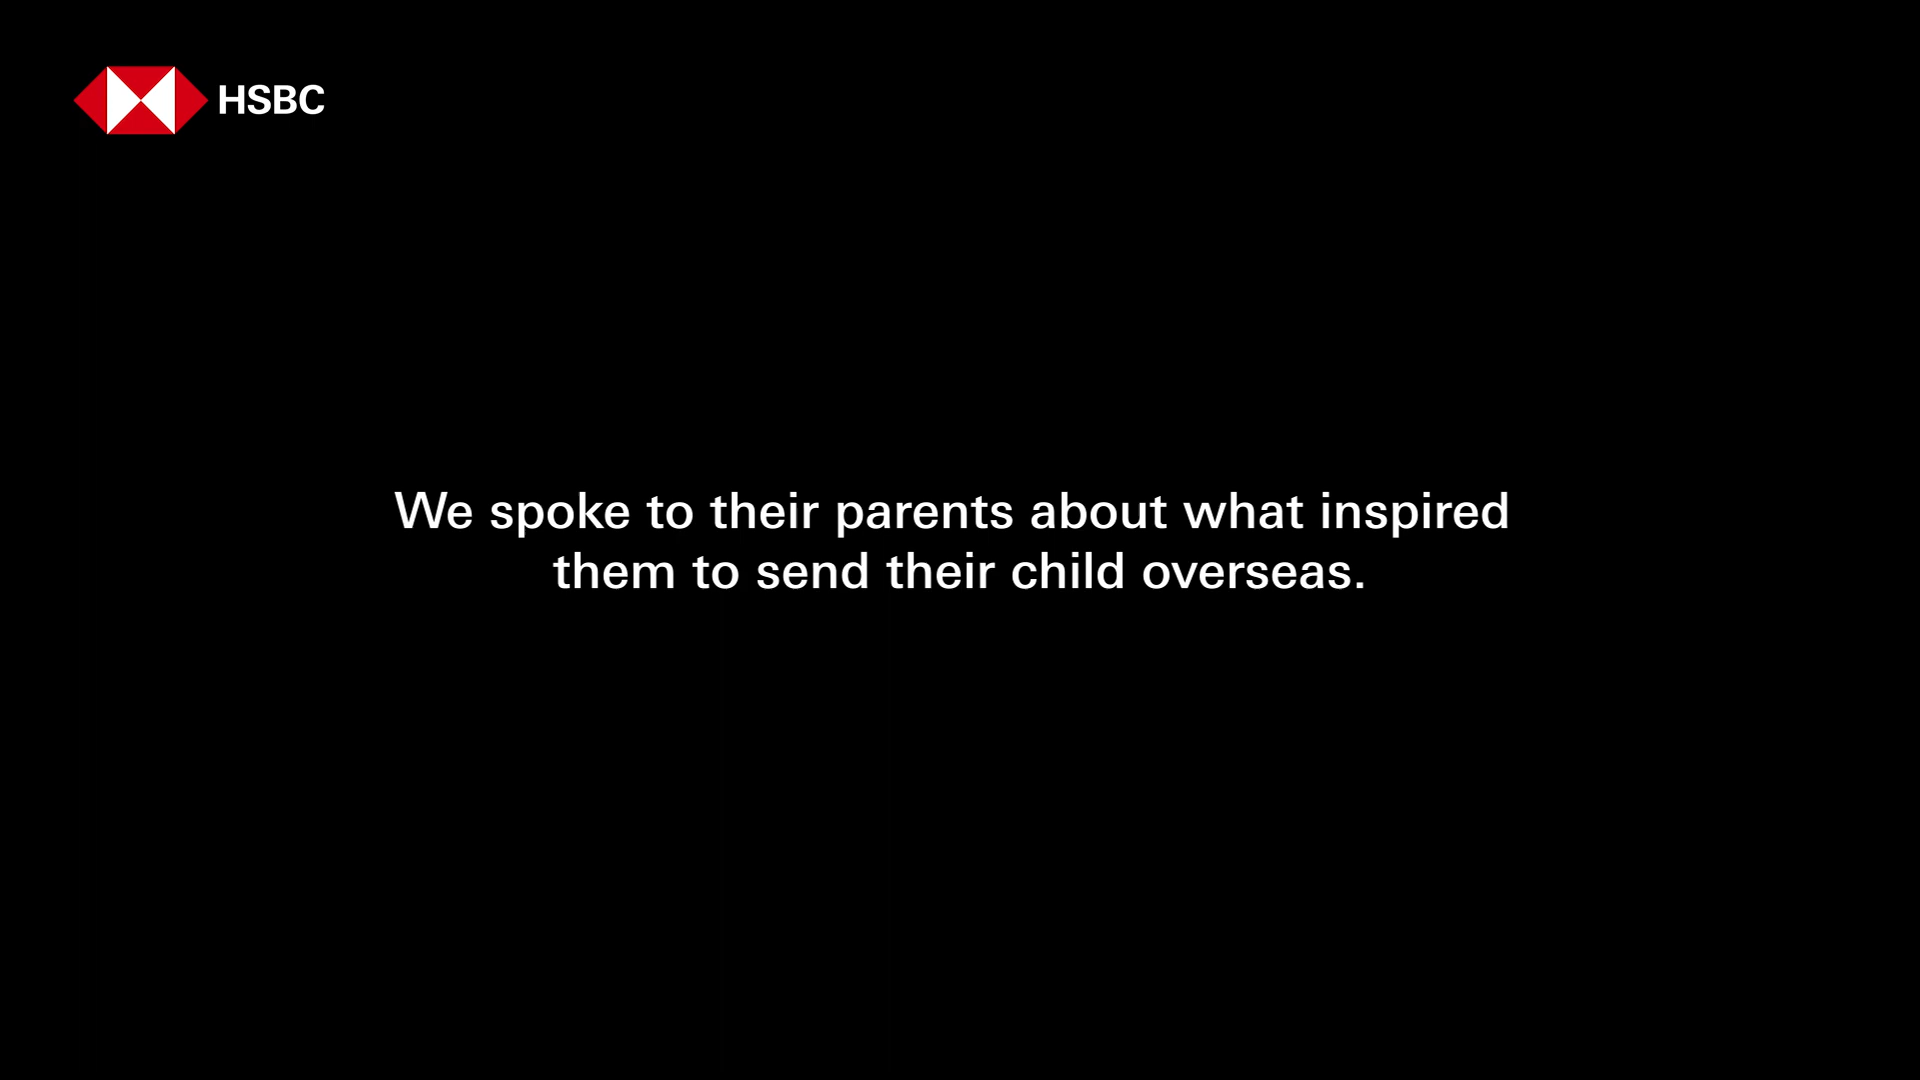 HSBC
We spoke to their parents about what inspired
them to send their child overseas.